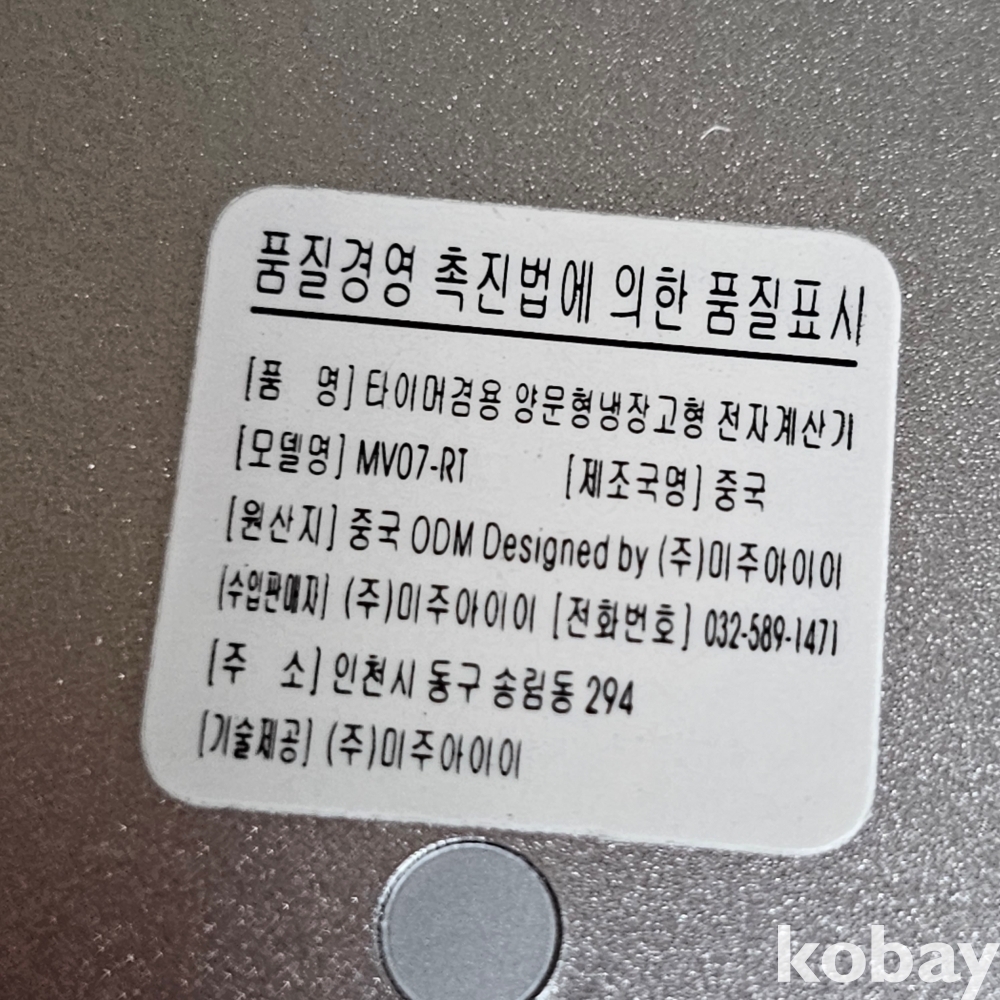 품질경영 촉진법에 의한 품질표시
[품 명] 타이머겸용 양문형냉장고형 전자계산기
[모델명] MV07-RT [제조국명] 중국
[원산지] 중국 ODM Designed by (주)미주아이이
[수입판매자] (주)미주아이이 [전화번호] 032-589-1471
[주 소] 인천시 동구 송림동 294
[기술제공] (주)미주아이이
kobay